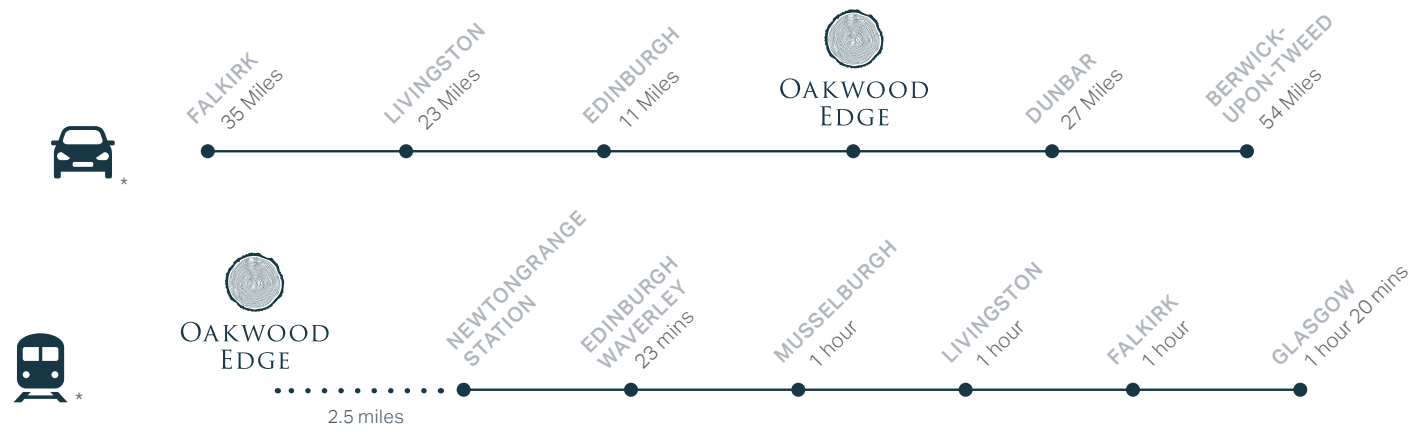 FALKIRK
35 Miles
LIVINGSTON
23 Miles
EDINBURGH
11 Miles
OAKWOOD
EDGE
DUNBAR
27 Miles
BERWICK-
UPON-TWEED
54 Miles
*
OAKWOOD
EDGE
2.5 miles
NEWTONGRANGE
STATION
EDINBURGH
WAVERLEY
23 mins
MUSSELBURGH
1 hour
LIVINGSTON
1 hour
FALKIRK
1 hour
GLASGOW
1 hour 20 mins
*